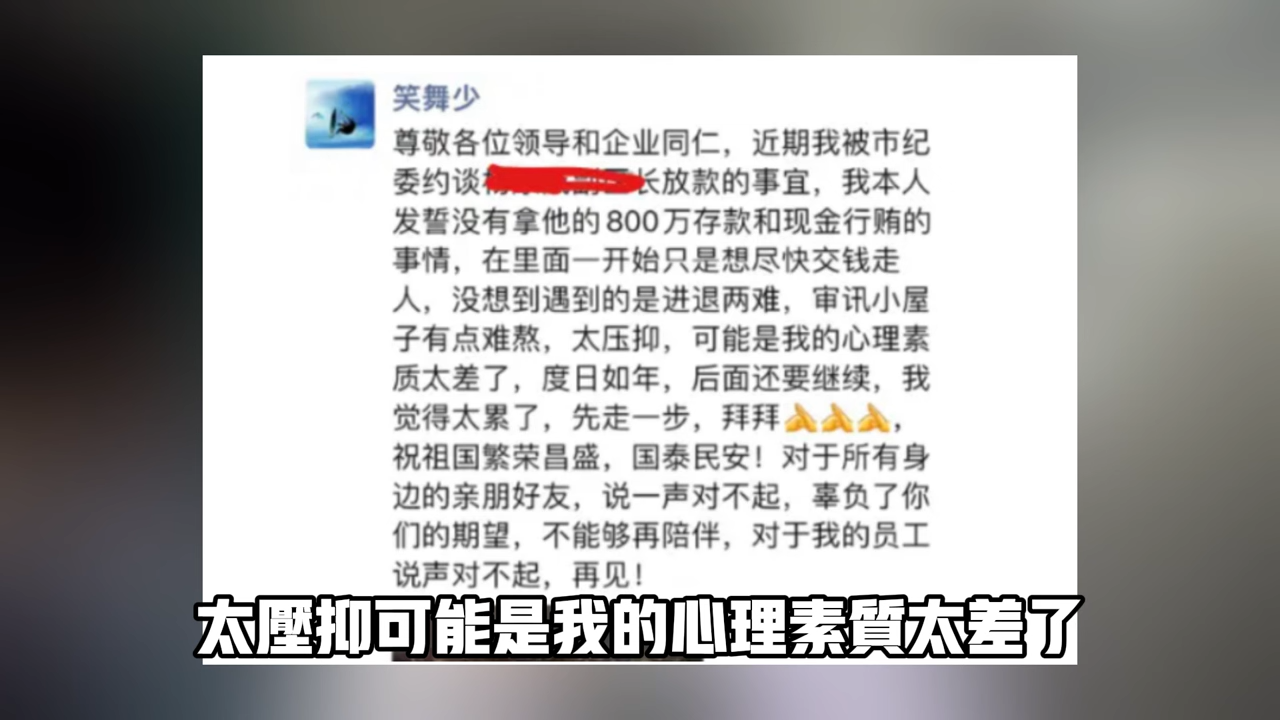 笑舞少
尊敬各位领导和企业同仁，近期我被市纪
委约谈长放款的事宜，我本人
发誓没有拿他的800万存款和现金行贿的
事情，在里面一开始只是想尽快交钱走
人，没想到遇到的是进退两难，审讯小屋
子有点难熬，太压抑，可能是我的心理素
质太差了，度日如年，后面还要继续，我
觉得太累了，先走一步，拜拜🙏🙏🙏，
祝祖国繁荣昌盛，国泰民安！对于所有身
边的亲朋好友，说一声对不起，辜负了你
们的期望，不能够再陪伴，对于我的员工
说声对不起，再见！
太壓抑可能是我的心理素質太差了